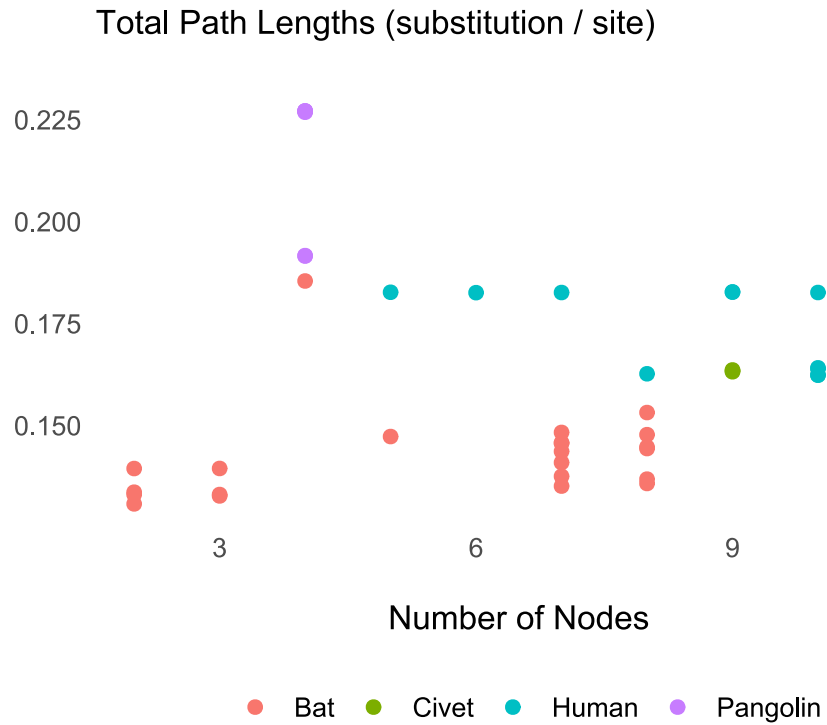 Total Path Lengths (substitution / site)
0.225
0.200
0.175
0.150
3 6 9
Number of Nodes
Bat Civet Human Pangolin